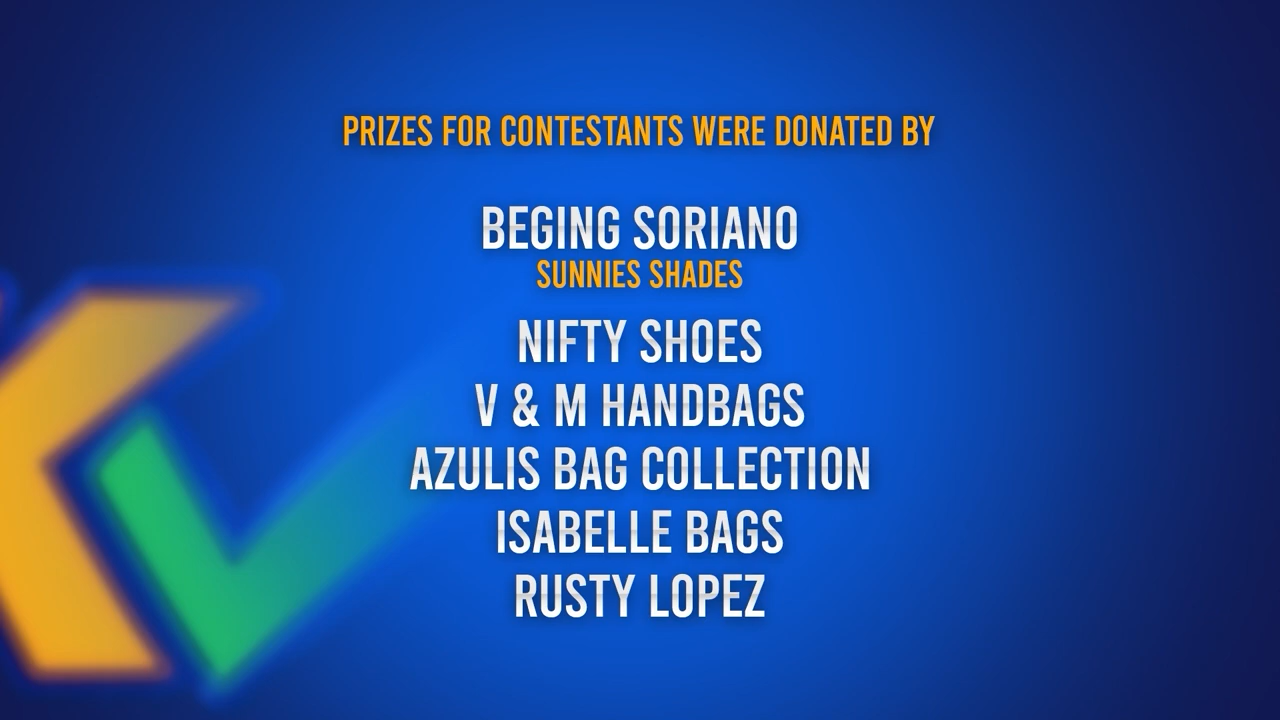 PRIZES FOR CONTESTANTS WERE DONATED BY
BEGING SORIANO
SUNNIES SHADES
NIFTY SHOES
V & M HANDBAGS
AZULIS BAG COLLECTION
ISABELLE BAGS
RUSTY LOPEZ